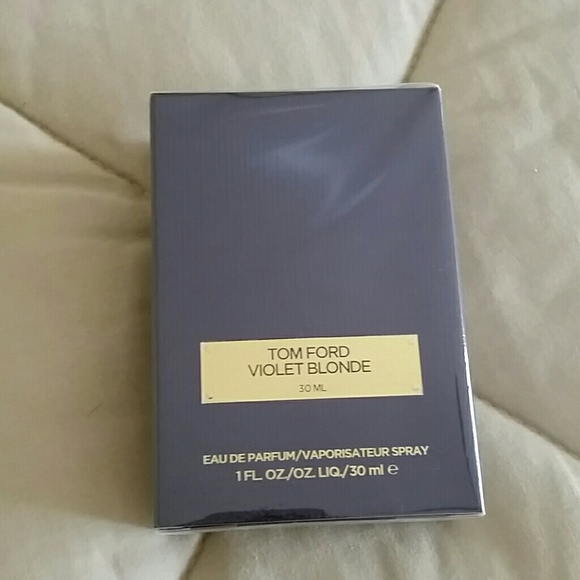 TOM FORD
VIOLET BLONDE
30 ML
EAU DE PARFUM/VAPORISATEUR SPRAY
1 FL. OZ./OZ. LIQ./30 ml ℮